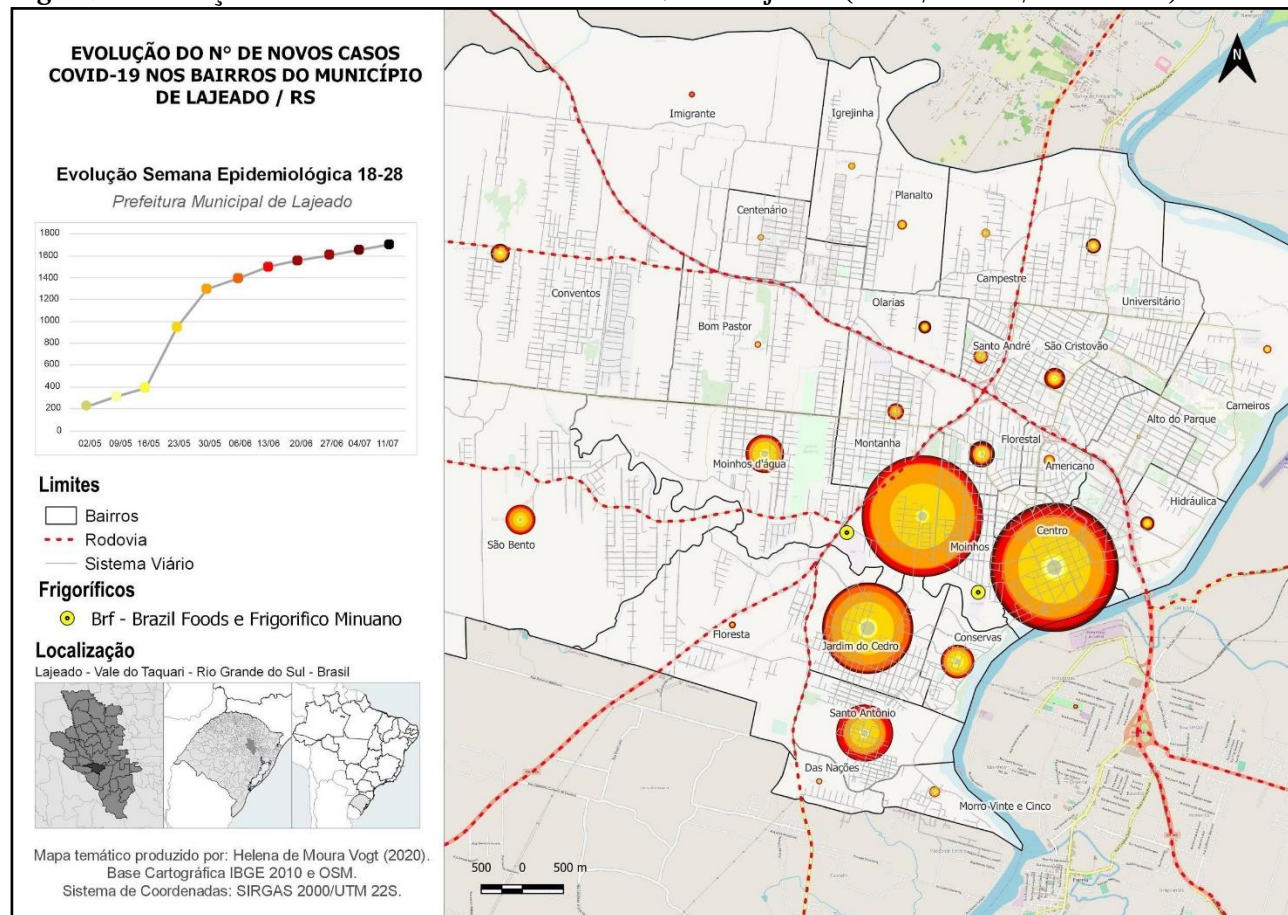 EVOLUÇÃO DO N° DE NOVOS CASOS
COVID-19 NOS BAIRROS DO MUNICÍPIO
DE LAJEADO / RS
Evolução Semana Epidemiológica 18-28
Prefeitura Municipal de Lajeado
1800
1600
1400
1200
1000
800
600
400
200
0
02/05 09/05 16/05 23/05 30/05 06/06 13/06 20/06 27/06 04/07 11/07
Limites
Bairros
Rodovia
Sistema Viário
Frigoríficos
Brf - Brazil Foods e Frigorifico Minuano
Localização
Lajeado - Vale do Taquari - Rio Grande do Sul - Brasil
Mapa temático produzido por: Helena de Moura Vogt (2020).
Base Cartográfica IBGE 2010 e OSM.
Sistema de Coordenadas: SIRGAS 2000/UTM 22S.
N
Imigrante
Igrejinha
Planalto
Centenário
Campestre
Conventos
Universitário
Olarias
Bom Pastor
Santo André
São Cristovão
Carneiros
Alto do Parque
Montanha
Florestal
Moinhos d'água
Americano
Hidráulica
Centro
São Bento
Moinhos
Floresta
Conservas
Jardim do Cedro
Santo Antônio
Das Nações
Morro Vinte e Cinco
500 0 500 m